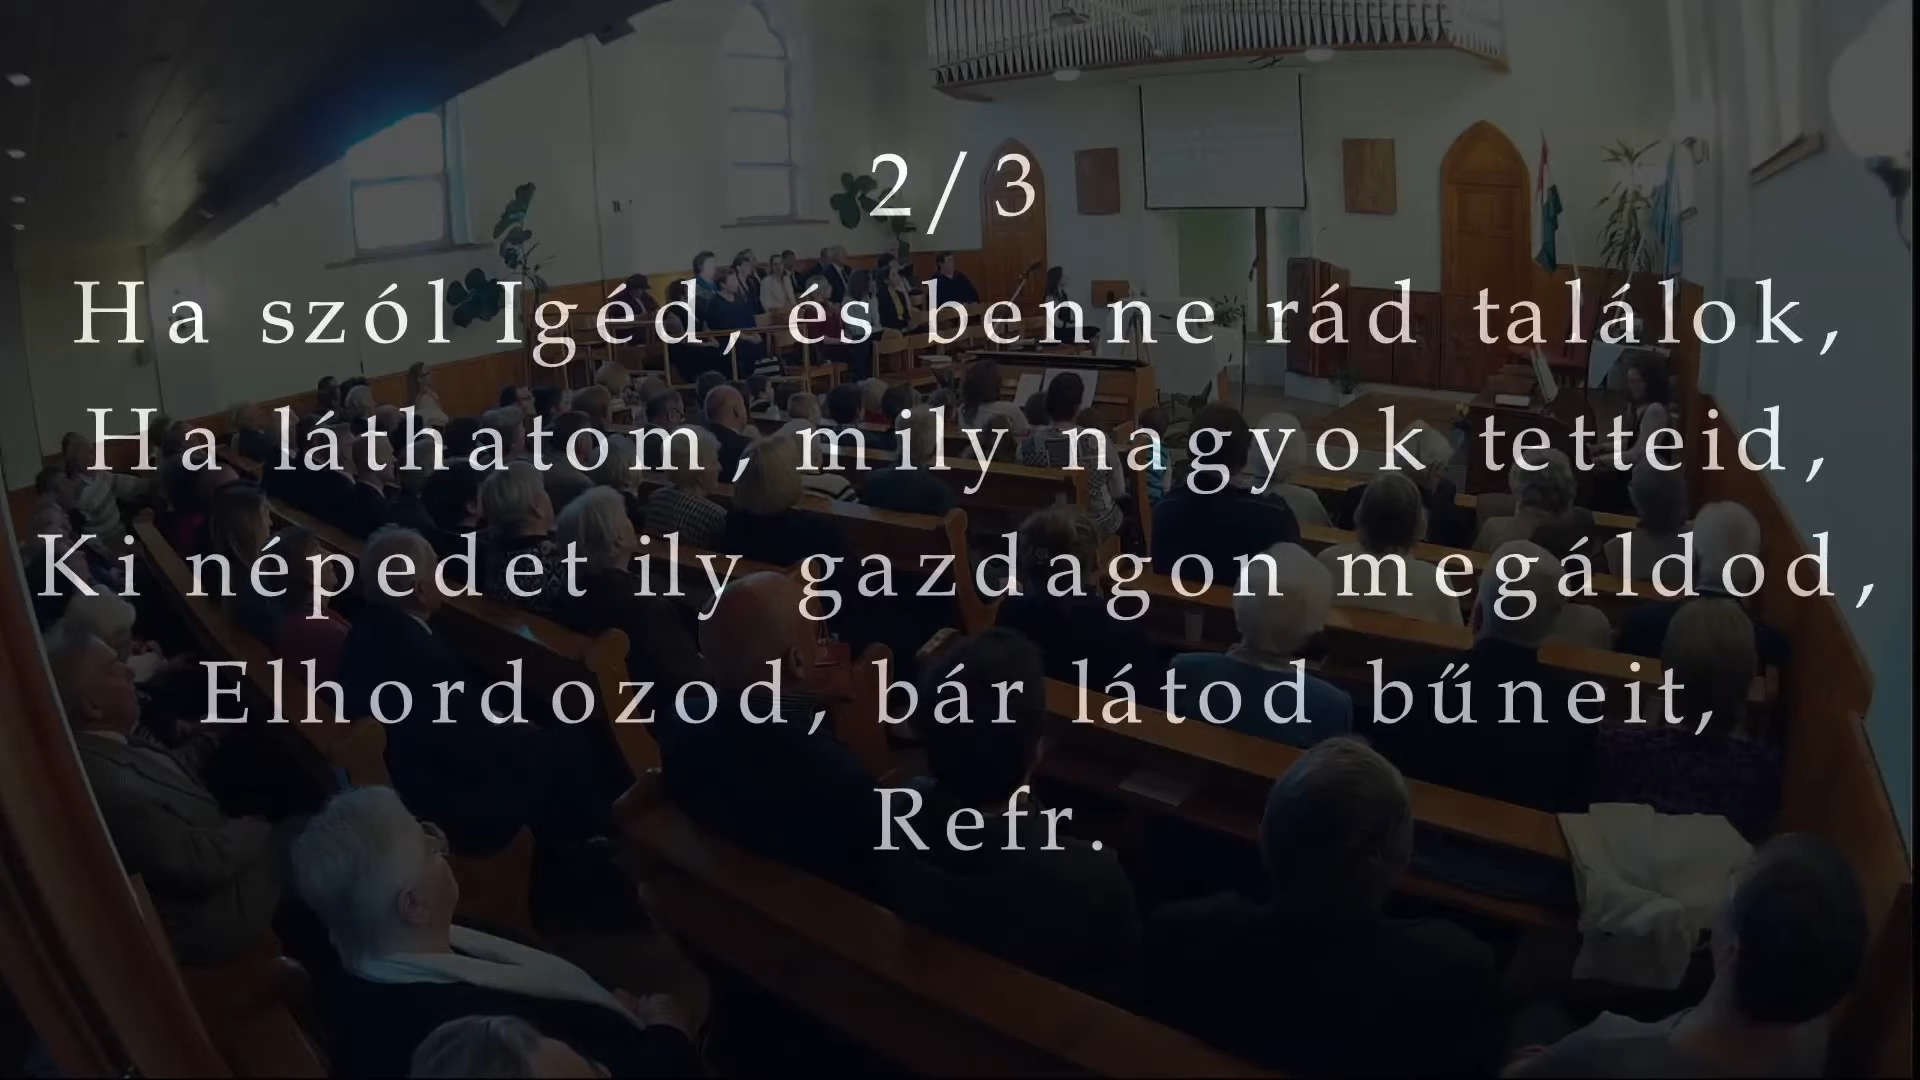 2/3
Ha szól Igéd, és benne rád találok,
Ha láthatom, mily nagyok tetteid,
Ki népedet ily gazdagon megáldod,
Elhordozod, bár látod bűneit,
Refr.